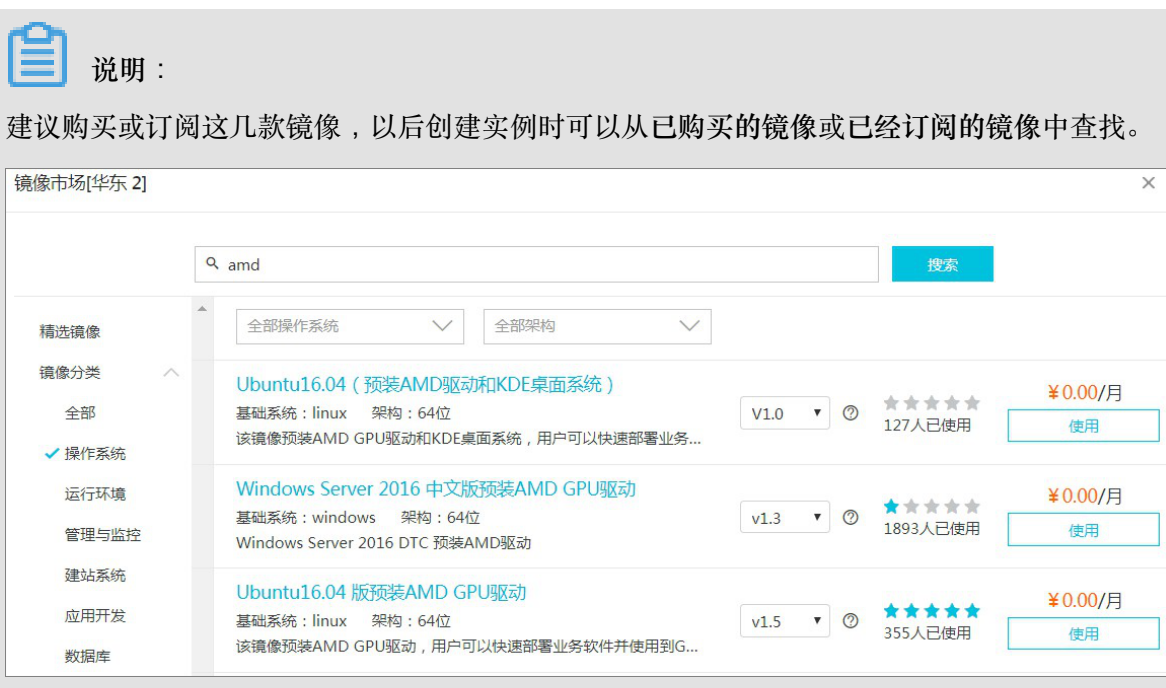 说明：
建议购买或订阅这几款镜像，以后创建实例时可以从已购买的镜像或已经订阅的镜像中查找。
镜像市场[华东 2]
amd
搜索
精选镜像
镜像分类
全部
操作系统
运行环境
管理与监控
建站系统
应用开发
数据库
全部操作系统
全部架构
Ubuntu16.04（预装AMD驱动和KDE桌面系统）
基础系统：linux 架构：64位
该镜像预装AMD GPU驱动和KDE桌面系统，用户可以快速部署业务...
V1.0
127人已使用
¥0.00/月
使用
Windows Server 2016 中文版预装AMD GPU驱动
基础系统：windows 架构：64位
Windows Server 2016 DTC 预装AMD驱动
v1.3
1893人已使用
¥0.00/月
使用
Ubuntu16.04 版预装AMD GPU驱动
基础系统：linux 架构：64位
该镜像预装AMD GPU驱动，用户可以快速部署业务软件并使用到G...
v1.5
355人已使用
¥0.00/月
使用